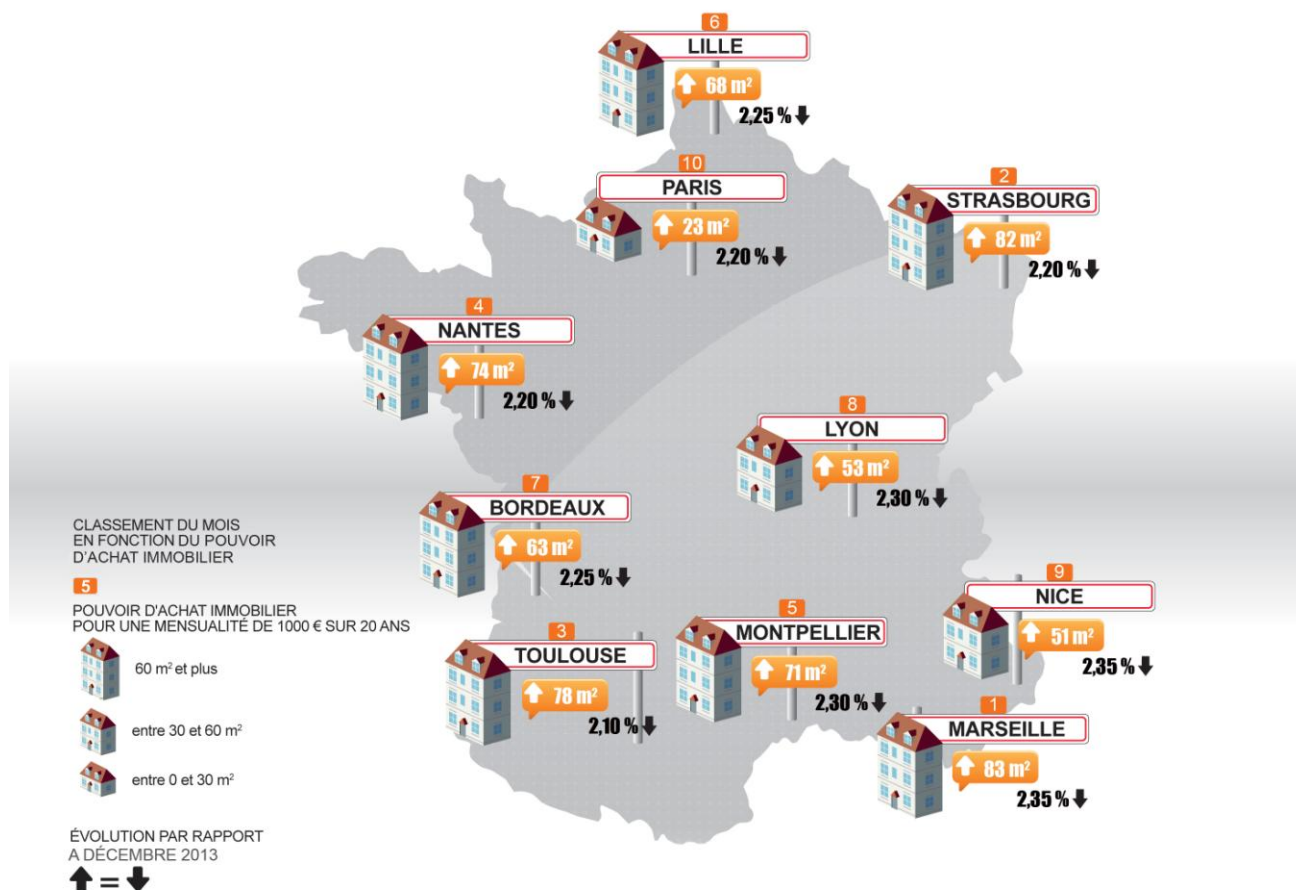 6
LILLE
68 m²
2,25 %
10
PARIS
23 m²
2,20 %
2
STRASBOURG
82 m²
2,20 %
4
NANTES
74 m²
2,20 %
8
LYON
53 m²
2,30 %
7
BORDEAUX
63 m²
2,25 %
9
NICE
51 m²
2,35 %
5
MONTPELLIER
71 m²
2,30 %
3
TOULOUSE
78 m²
2,10 %
1
MARSEILLE
83 m²
2,35 %
CLASSEMENT DU MOIS
EN FONCTION DU POUVOIR
D'ACHAT IMMOBILIER
5
POUVOIR D'ACHAT IMMOBILIER
POUR UNE MENSUALITÉ DE 1000 € SUR 20 ANS
60 m² et plus
entre 30 et 60 m²
entre 0 et 30 m²
ÉVOLUTION PAR RAPPORT
A DÉCEMBRE 2013
=